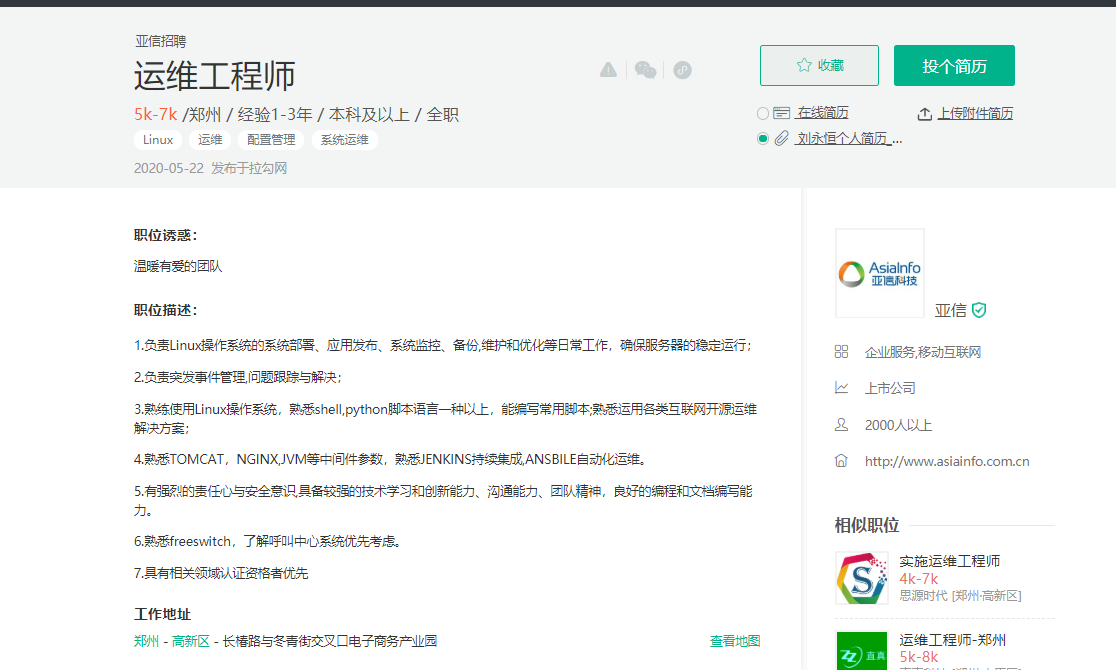 亚信招聘
运维工程师
5k-7k /郑州 / 经验1-3年 / 本科及以上 / 全职
Linux 运维 配置管理 系统运维
2020-05-22 发布于拉勾网
收藏 投个简历
在线简历 上传附件简历
刘永恒个人简历_...
职位诱惑：
温暖有爱的团队
职位描述：
1.负责Linux操作系统的系统部署、应用发布、系统监控、备份,维护和优化等日常工作，确保服务器的稳定运行；
2.负责突发事件管理,问题跟踪与解决；
3.熟练使用Linux操作系统，熟悉shell,python脚本语言一种以上，能编写常用脚本;熟悉运用各类互联网开源运维
解决方案；
4.熟悉TOMCAT，NGINX,JVM等中间件参数，熟悉JENKINS持续集成,ANSBILE自动化运维。
5.有强烈的责任心与安全意识,具备较强的技术学习和创新能力、沟通能力、团队精神，良好的编程和文档编写能
力。
6.熟悉freeswitch，了解呼叫中心系统优先考虑。
7.具有相关领域认证资格者优先
工作地址
郑州 - 高新区 - 长椿路与冬青街交叉口电子商务产业园 查看地图
AsiaInfo
亚信科技
亚信
企业服务,移动互联网
上市公司
2000人以上
http://www.asiainfo.com.cn
相似职位
实施运维工程师
4k-7k
思源时代 [郑州·高新区]
运维工程师-郑州
直真
5k-8k